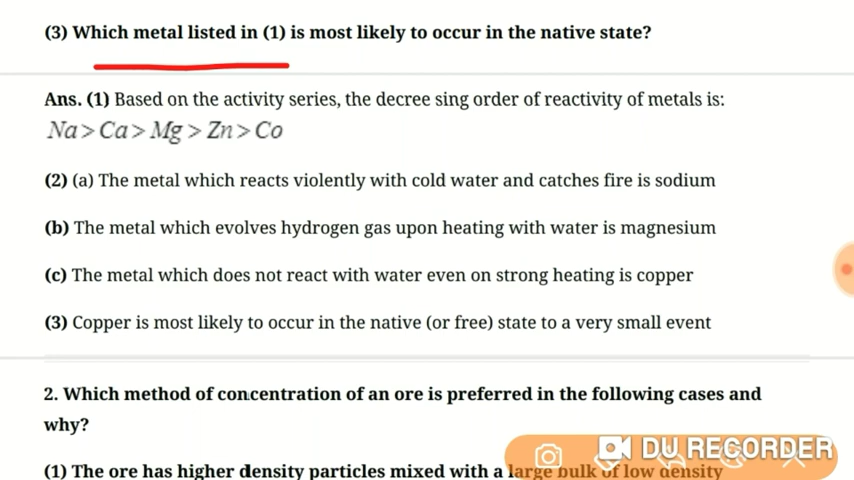 (3) Which metal listed in (1) is most likely to occur in the native state?
Ans. (1) Based on the activity series, the decree sing order of reactivity of metals is:
Na> Ca> Mg > Zn > Co
(2) (a) The metal which reacts violently with cold water and catches fire is sodium
(b) The metal which evolves hydrogen gas upon heating with water is magnesium
(c) The metal which does not react with water even on strong heating is copper
(3) Copper is most likely to occur in the native (or free) state to a very small event
2. Which method of concentration of an ore is preferred in the following cases and
why?
DU RECORDER
(1) The ore has higher density particles mixed with a large bulk of low density